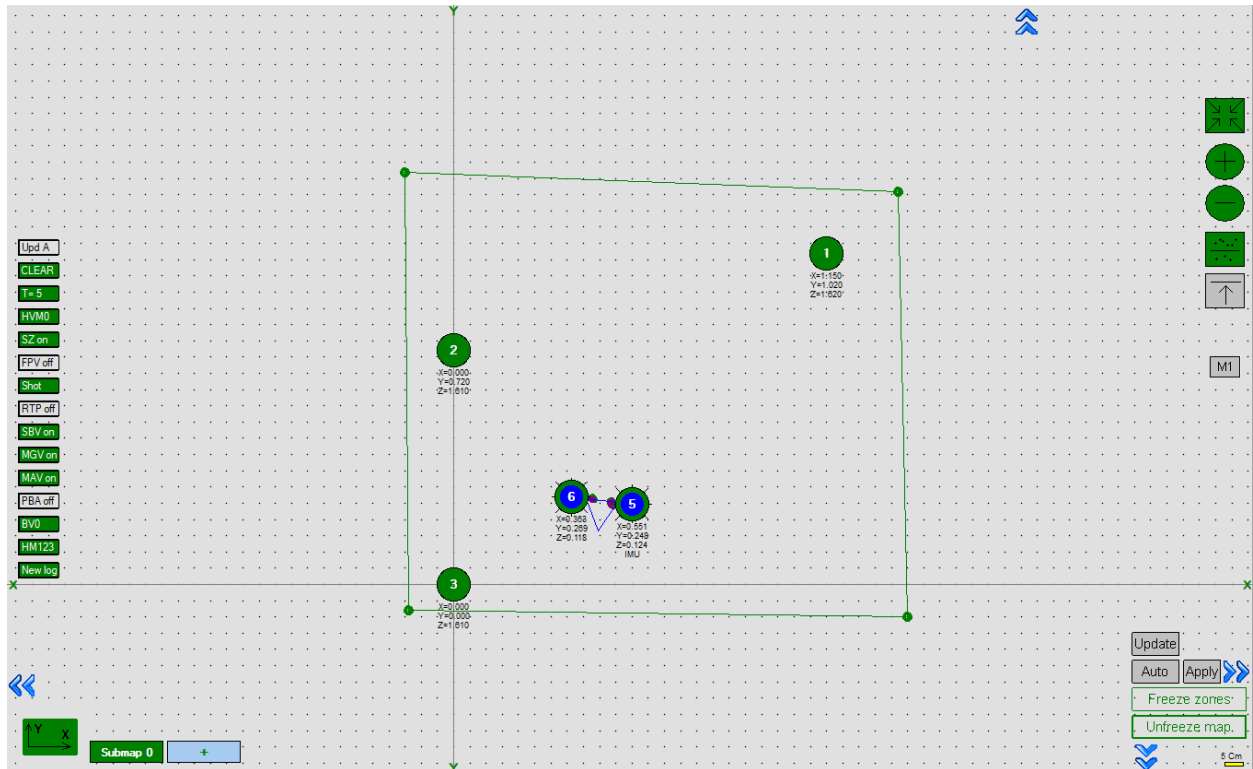 Y
1
X=1.150
Y=1.020
Z=1.620
Upd A
CLEAR
T= 5
HVM0
SZ on
FPV off
Shot
RTP off
SBV on
MGV on
MAV on
PBA off
BV0
HM123
New log
2
X=0.000
Y=0.720
Z=1.610
M1
6
X=0.368
Y=0.269
Z=0.118
5
X=0.551
Y=0.249
Z=0.124
IMU
X
3
X
X=0.000
Y=0.000
Z=1.610
Update
Auto
Apply
Freeze zones
Unfreeze map
Y
X
Submap 0
+
5 Cm
Y